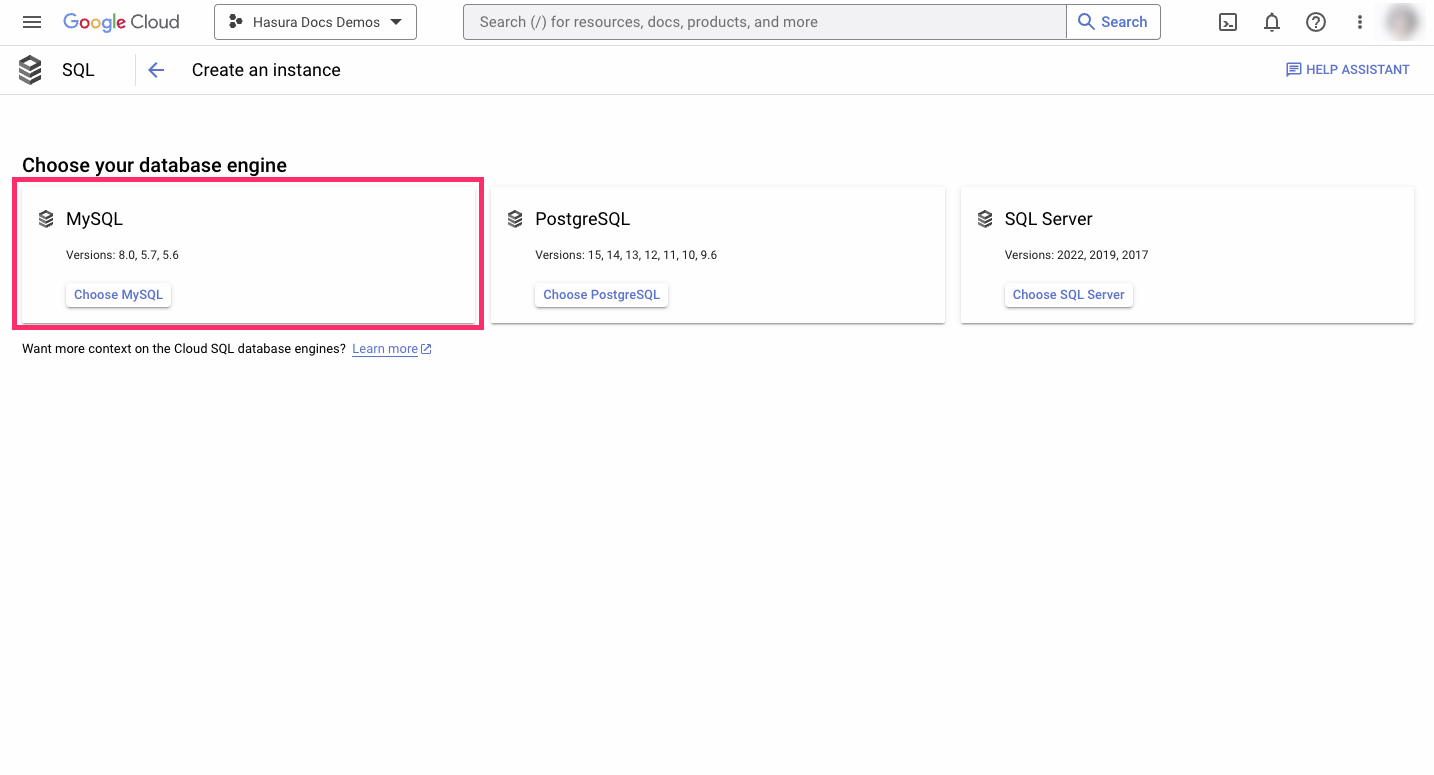 Google Cloud
Hasura Docs Demos
Search (/) for resources, docs, products, and more
Search
SQL
Create an instance
HELP ASSISTANT
Choose your database engine
MySQL
Versions: 8.0, 5.7, 5.6
Choose MySQL
PostgreSQL
Versions: 15, 14, 13, 12, 11, 10, 9.6
Choose PostgreSQL
SQL Server
Versions: 2022, 2019, 2017
Choose SQL Server
Want more context on the Cloud SQL database engines? Learn more